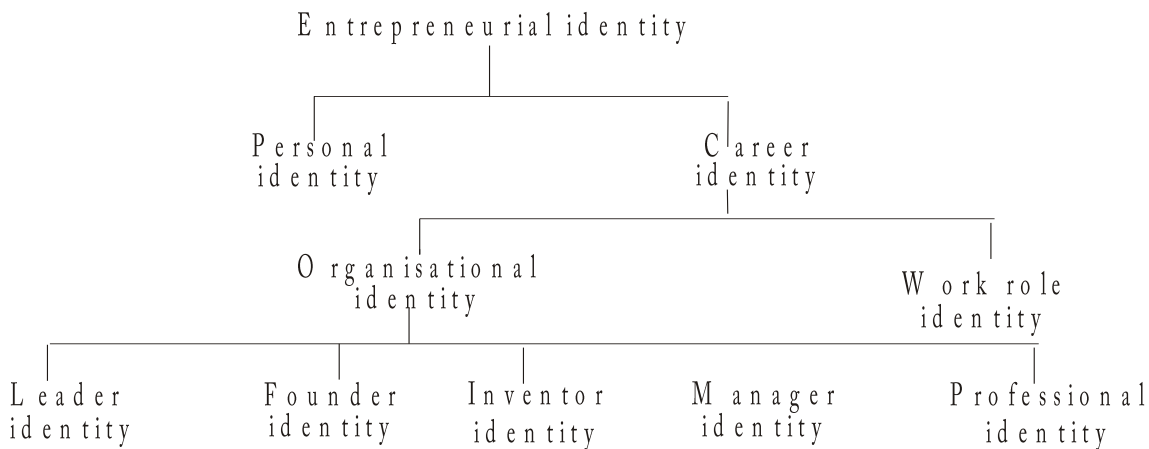 Entrepreneurial identity
Personal
identity
Career
identity
Organisational
identity
Work role
identity
Leader
identity
Founder
identity
Inventor
identity
Manager
identity
Professional
identity